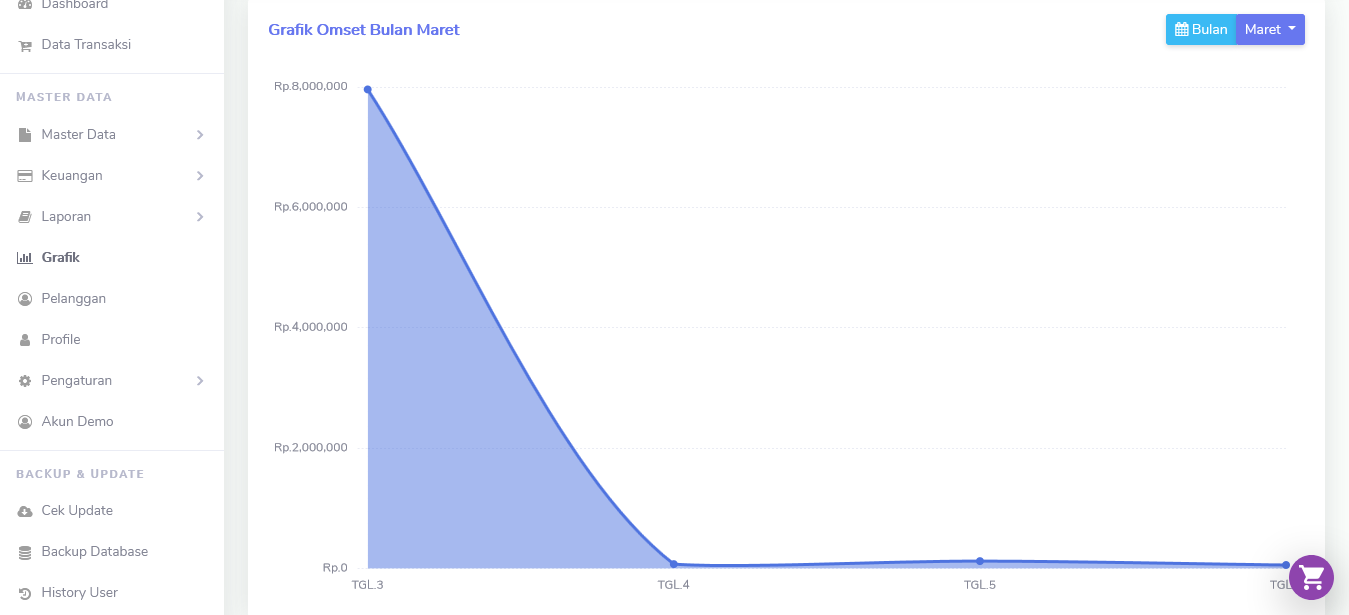 Dashboard
Data Transaksi
MASTER DATA
Master Data
Keuangan
Laporan
Grafik
Pelanggan
Profile
Pengaturan
Akun Demo
BACKUP & UPDATE
Cek Update
Backup Database
History User
Grafik Omset Bulan Maret
Bulan
Maret
Rp.8,000,000
Rp.6,000,000
Rp.4,000,000
Rp.2,000,000
Rp.0
TGL.3
TGL.4
TGL.5